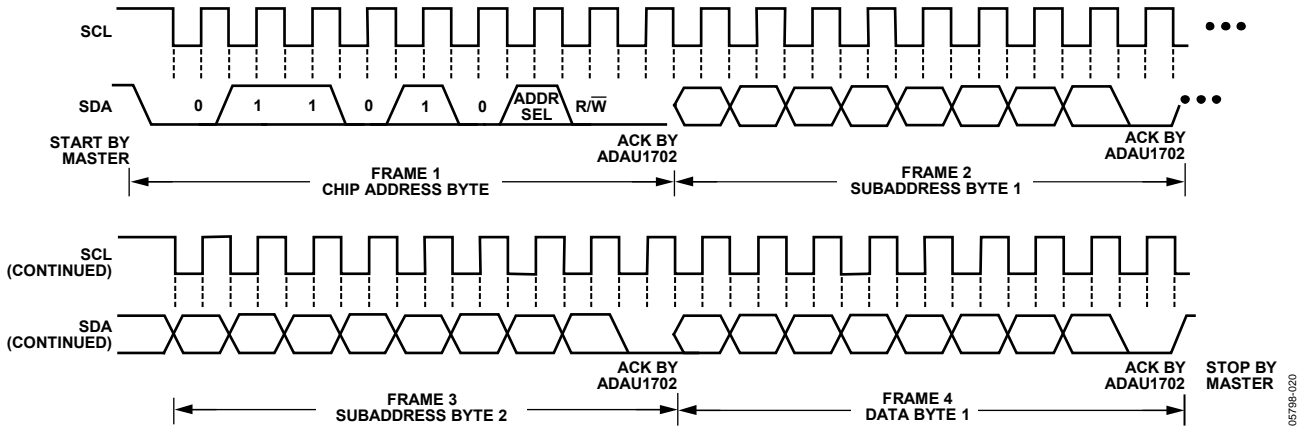 SCL
•••
SDA
0 1 1 0 1 0 ADDR SEL R/W̅
•••
START BY
MASTER
ACK BY
ADAU1702
ACK BY
ADAU1702
FRAME 1
CHIP ADDRESS BYTE
FRAME 2
SUBADDRESS BYTE 1
SCL
(CONTINUED)
SDA
(CONTINUED)
ACK BY
ADAU1702
ACK BY
ADAU1702
STOP BY
MASTER
FRAME 3
SUBADDRESS BYTE 2
FRAME 4
DATA BYTE 1
05798-020